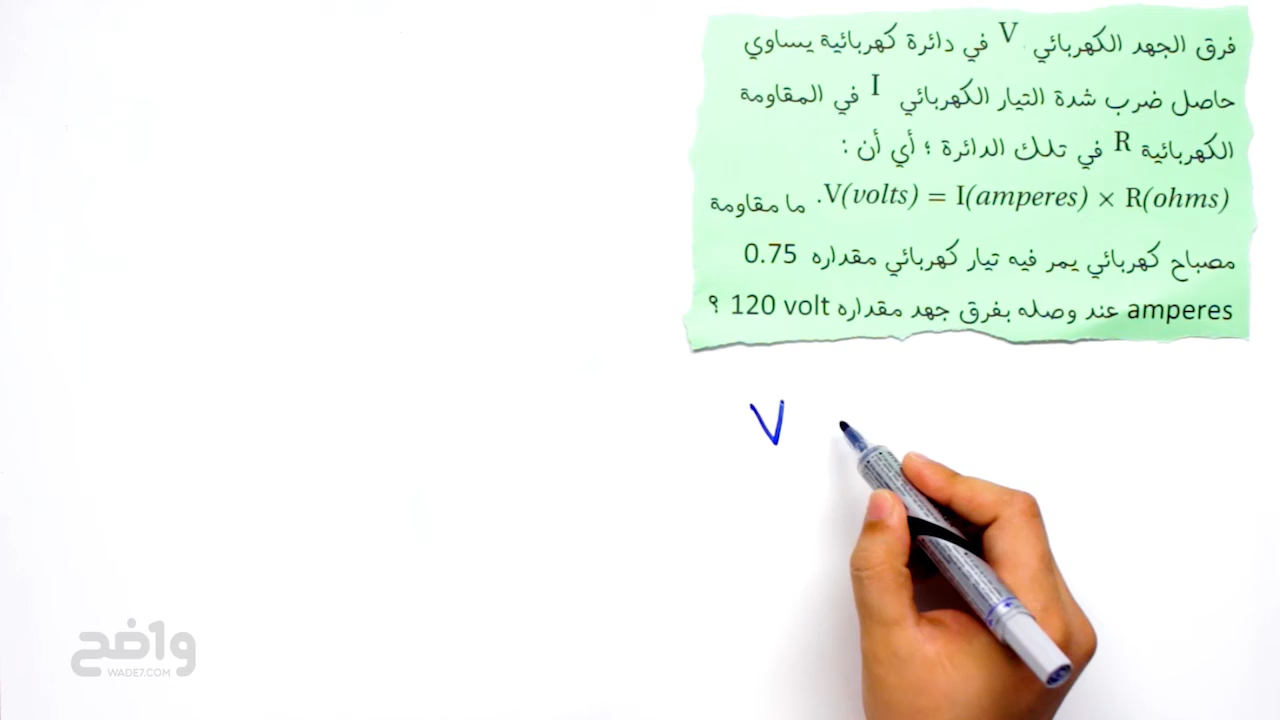 فرق الجهد الكهربائي V في دائرة كهربائية يساوي
حاصل ضرب شدة التيار الكهربائي I في المقاومة
الكهربائية R في تلك الدائرة ؛ أي أن :
V(volts) = I(amperes) × R(ohms). ما مقاومة
مصباح كهربائي يمر فيه تيار كهربائي مقداره 0.75
amperes عند وصله بفرق جهد مقداره 120 volt ؟
V
واضح
WADE7.COM